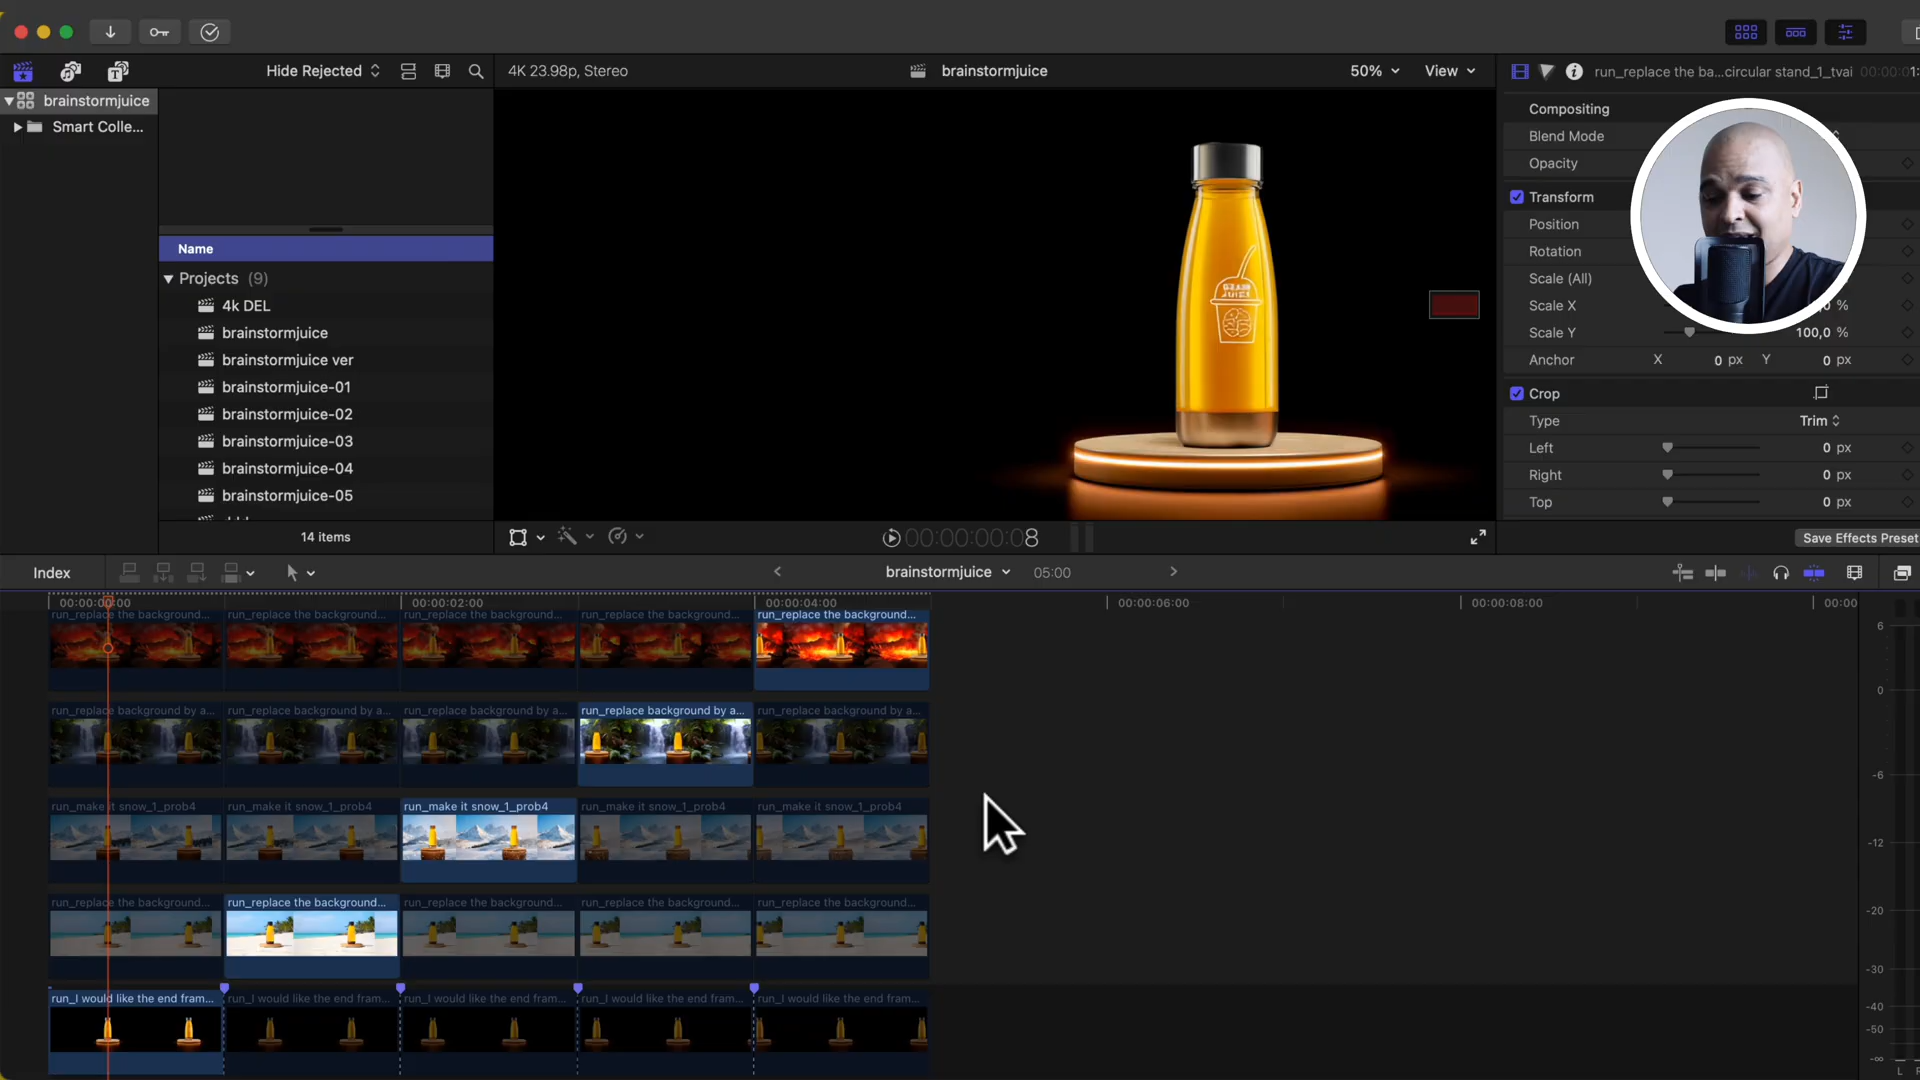 Hide Rejected
4K 23.98p, Stereo
brainstormjuice
50%
View
run_replace the ba...circular stand_1_tvai
brainstormjuice
Smart Colle...
Name
Projects (9)
4k DEL
brainstormjuice
brainstormjuice ver
brainstormjuice-01
brainstormjuice-02
brainstormjuice-03
brainstormjuice-04
brainstormjuice-05
14 items
Compositing
Blend Mode
Opacity
Transform
Position
Rotation
Scale (All)
Scale X %
Scale Y 100,0 %
Anchor X 0 px Y 0 px
Crop
Type Trim
Left 0 px
Right 0 px
Top 0 px
Save Effects Preset
00:00:00:08
Index
brainstormjuice 05:00
00:00:02:00 00:00:04:00 00:00:06:00 00:00:08:00
run_replace the background... run_replace the background... run_replace the background... run_replace the background... run_replace the background...
run_replace background by a... run_replace background by a... run_replace background by a... run_replace background by a... run_replace background by a...
run_make it snow_1_prob4 run_make it snow_1_prob4 run_make it snow_1_prob4 run_make it snow_1_prob4 run_make it snow_1_prob4
run_replace the background... run_replace the background... run_replace the background... run_replace the background... run_replace the background...
run_I would like the end fram... run_I would like the end fram... run_I would like the end fram... run_I would like the end fram... run_I would like the end fram...
6
0
-6
-12
-20
-30
-40
-50
-∞
L